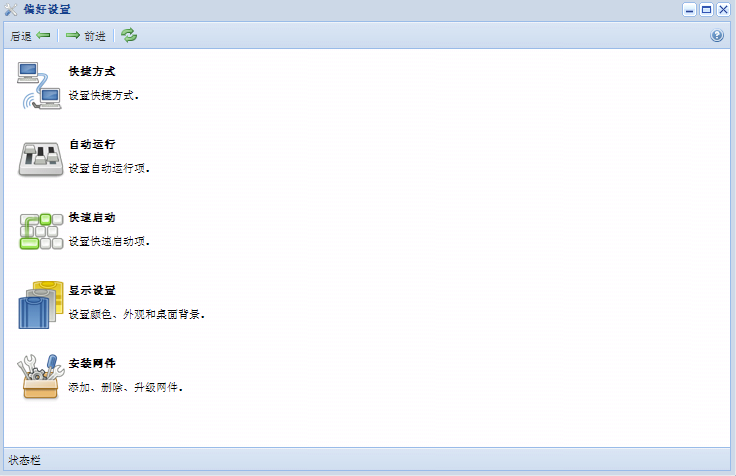 偏好设置
后退 前进
快捷方式
设置快捷方式。
自动运行
设置自动运行项。
快速启动
设置快速启动项。
显示设置
设置颜色、外观和桌面背景。
安装网件
添加、删除、升级网件。
状态栏